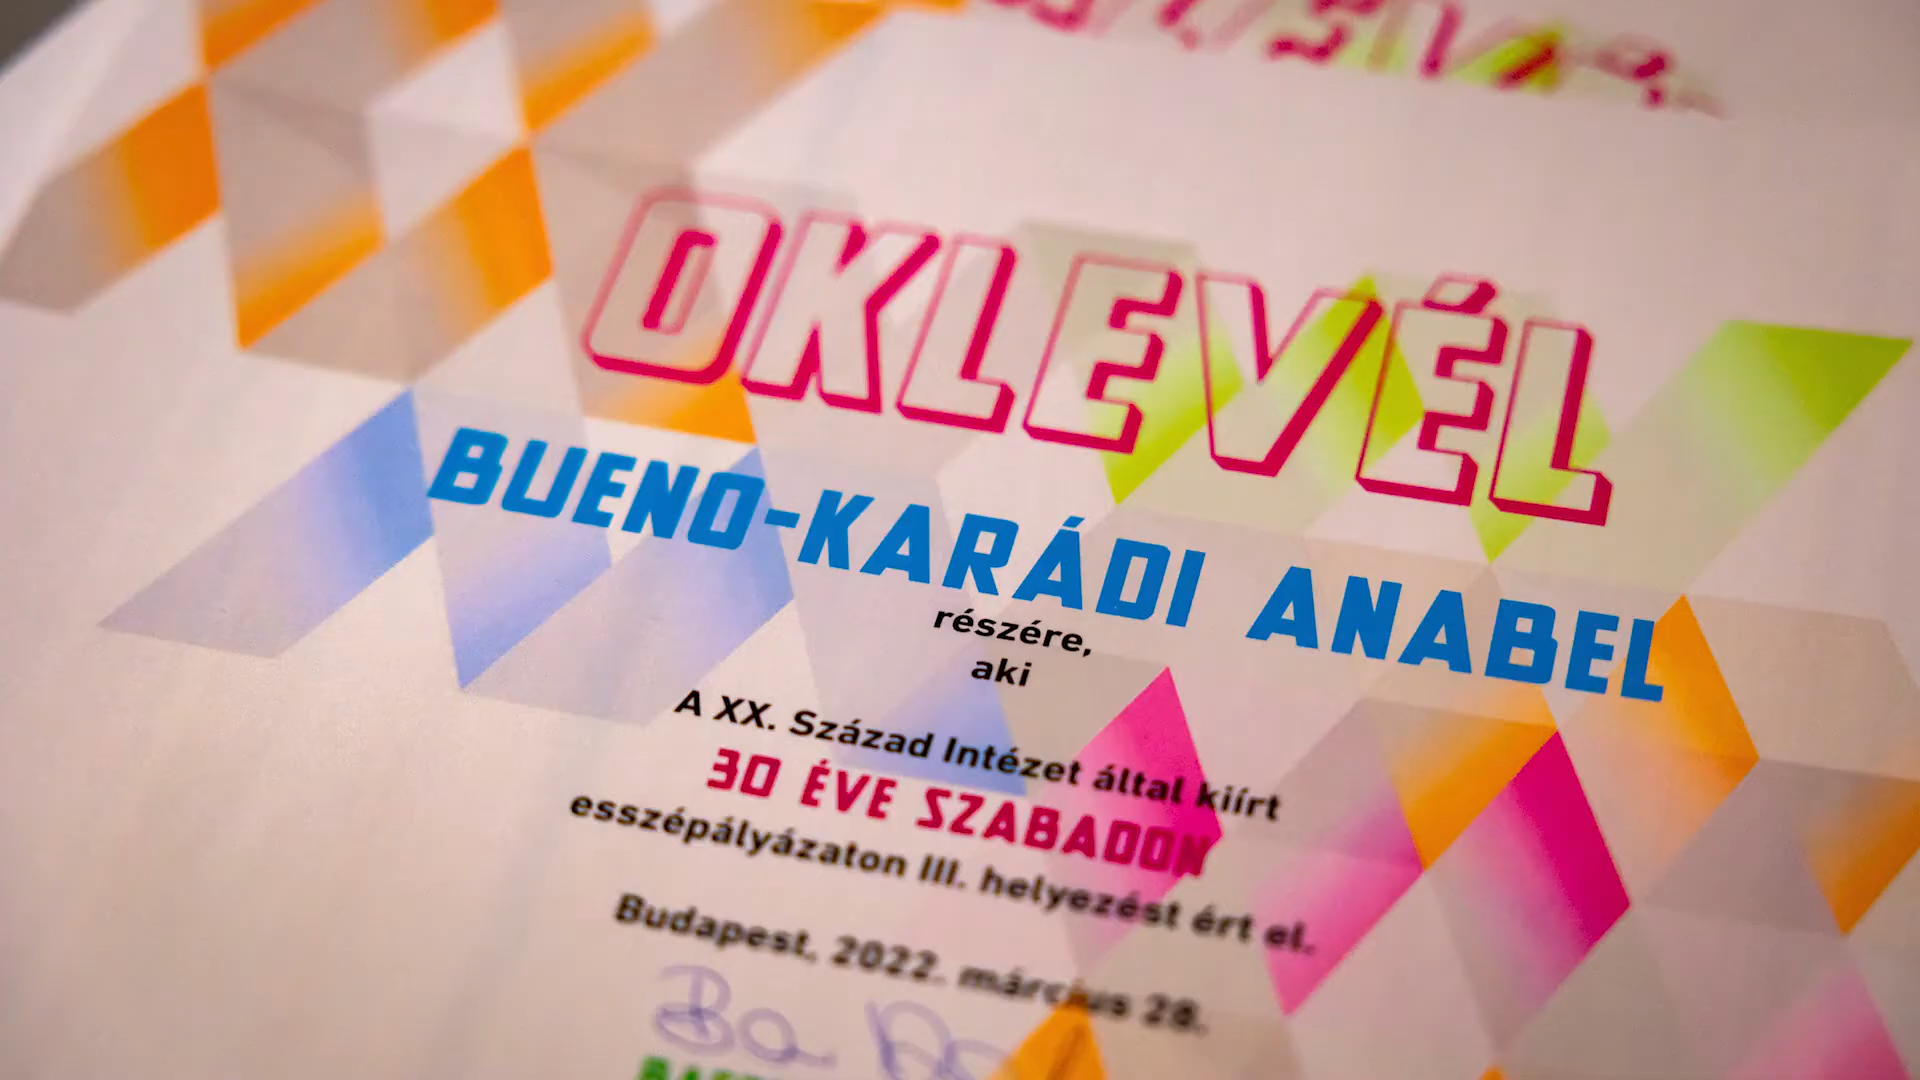 OKLEVÉL
BUENO-KARÁDI ANABEL
részére,
aki
A XX. Század Intézet által kiírt
30 ÉVE SZABADON
esszépályázaton III. helyezést ért el.
Budapest, 2022. március 28.